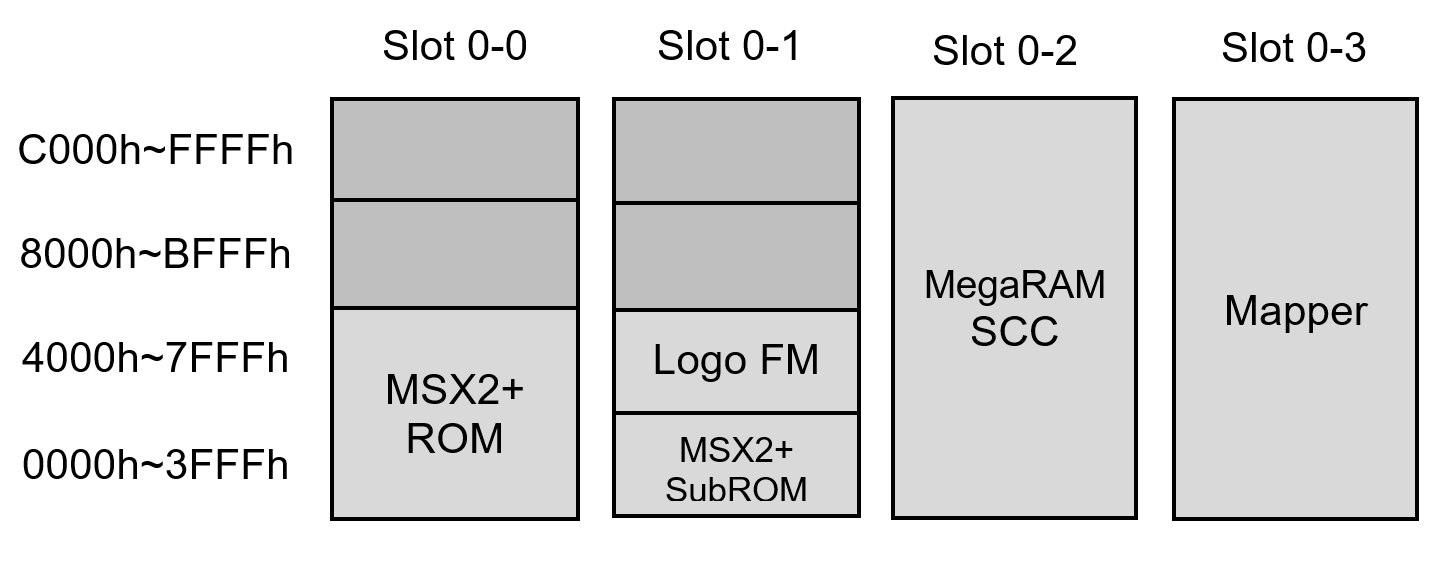 Slot 0-0 Slot 0-1 Slot 0-2 Slot 0-3
C000h~FFFFh
8000h~BFFFh
4000h~7FFFh
0000h~3FFFh
MSX2+
ROM
Logo FM
MSX2+
SubROM
MegaRAM
SCC
Mapper